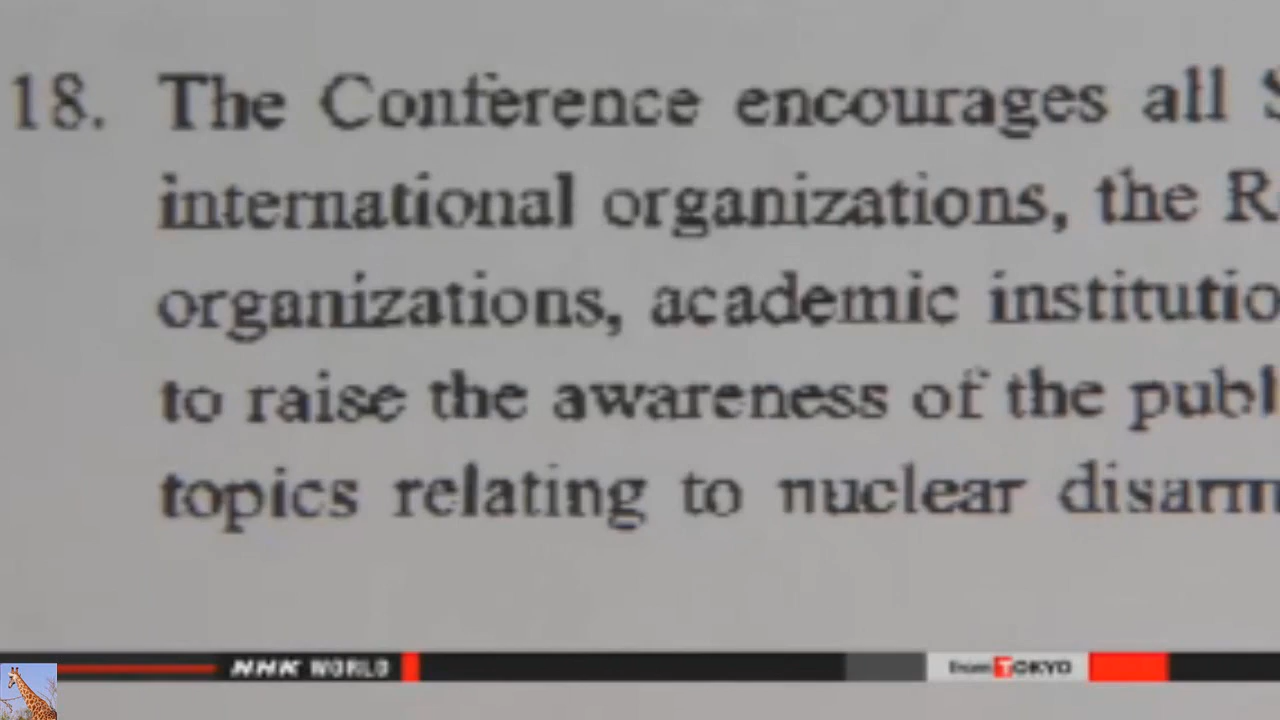 18. The Conference encourages all
international organizations, the
organizations, academic
to raise the awareness of the
topics relating to nuclear
NHK WORLD
from TOKYO